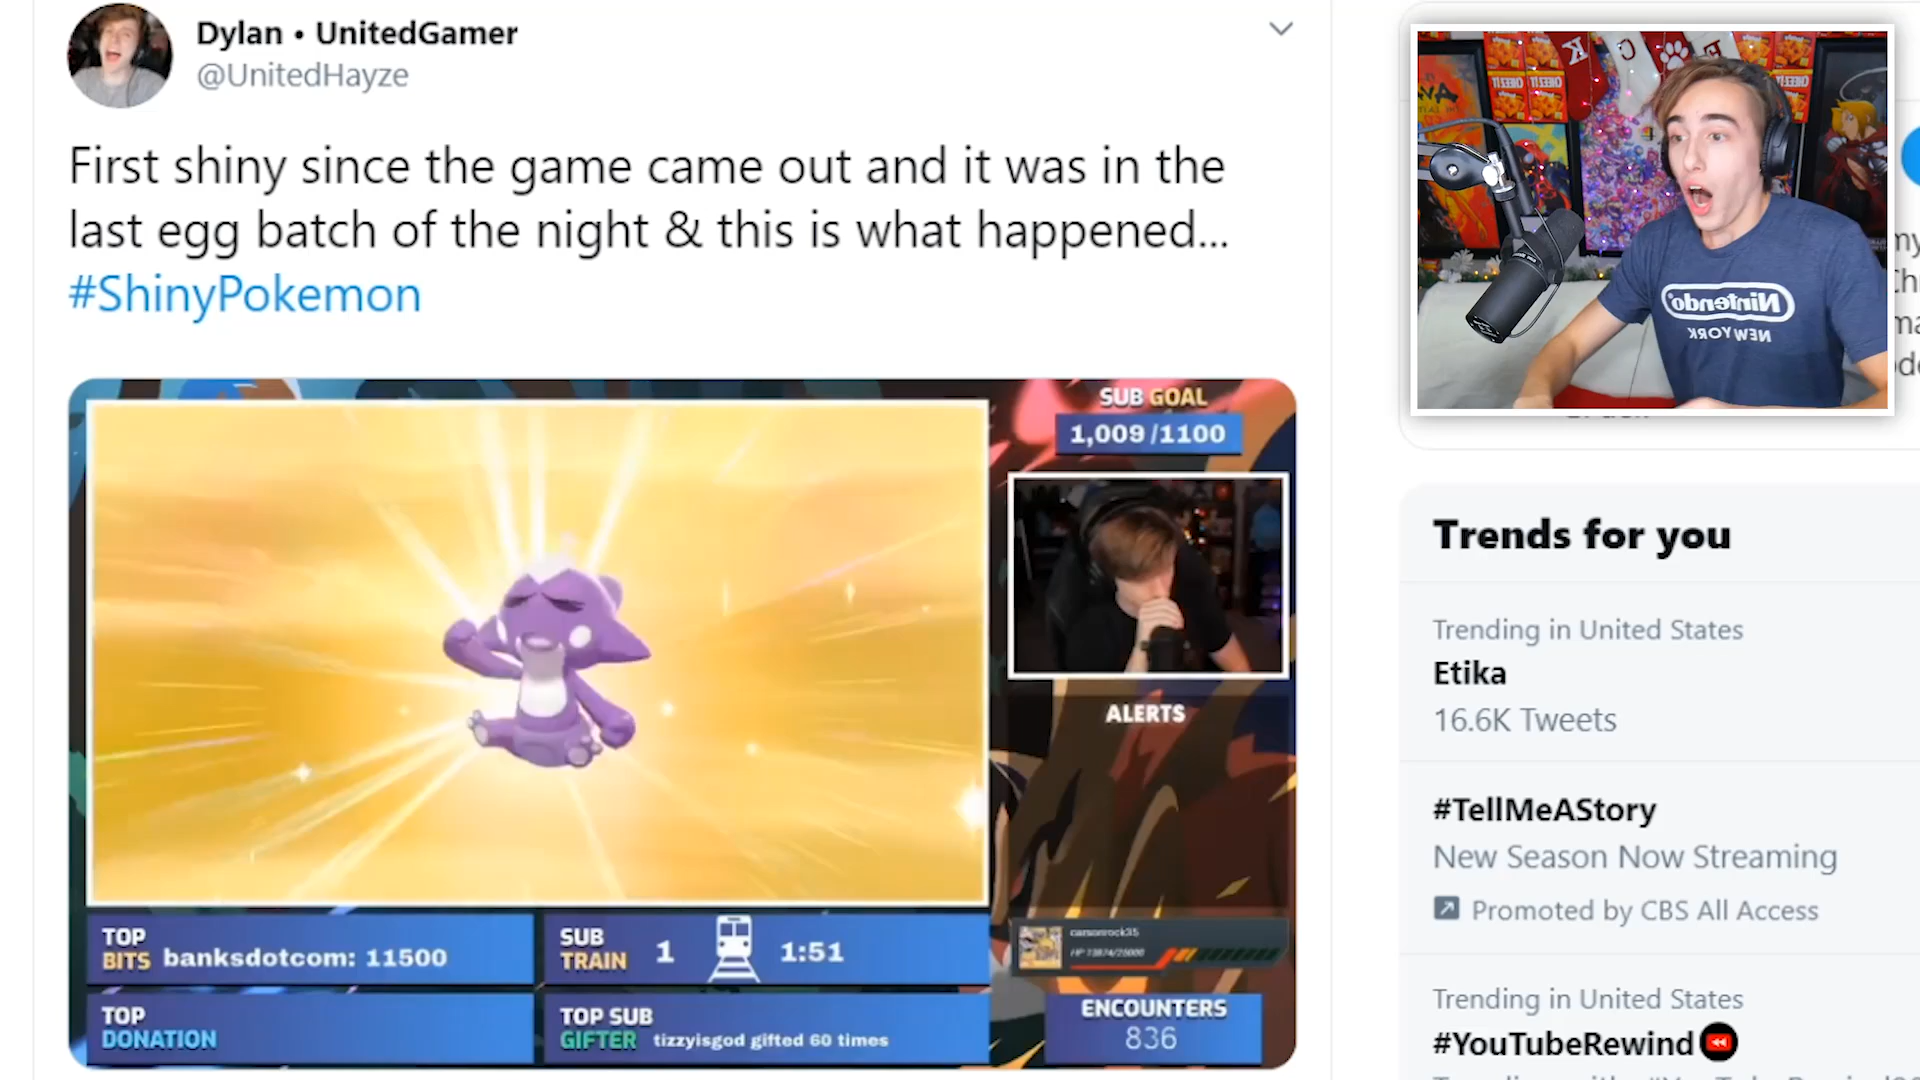 Dylan • UnitedGamer
@UnitedHayze
First shiny since the game came out and it was in the
last egg batch of the night & this is what happened...
#ShinyPokemon
SUB GOAL
1,009/1100
ALERTS
carsonrock35
TOP
BITS banksdotcom: 11500
SUB
TRAIN 1 1:51
TOP
DONATION
TOP SUB
GIFTER tizzyisgod gifted 60 times
ENCOUNTERS
836
Nintendo
NEW YORK
Trends for you
Trending in United States
Etika
16.6K Tweets
#TellMeAStory
New Season Now Streaming
Promoted by CBS All Access
Trending in United States
#YouTubeRewind